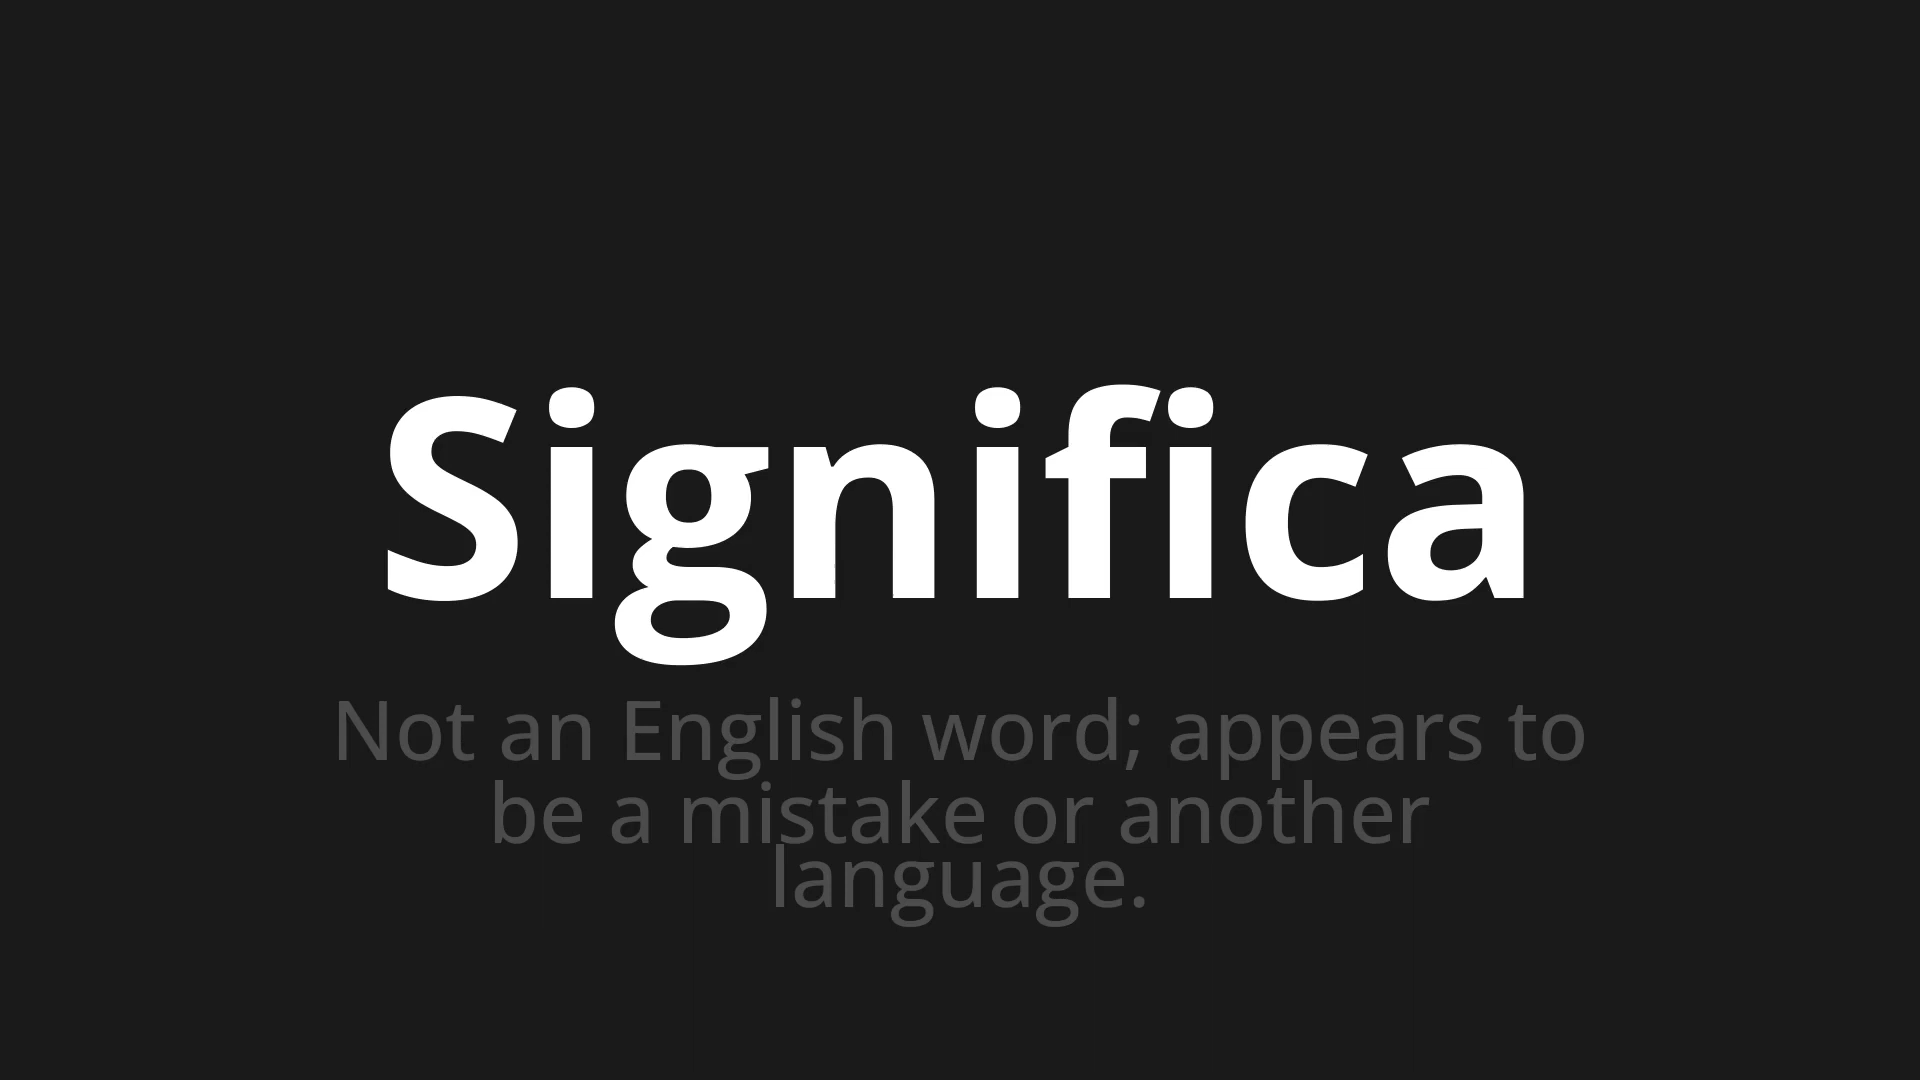 Significa
Not an English word; appears to
be a mistake or another
language.